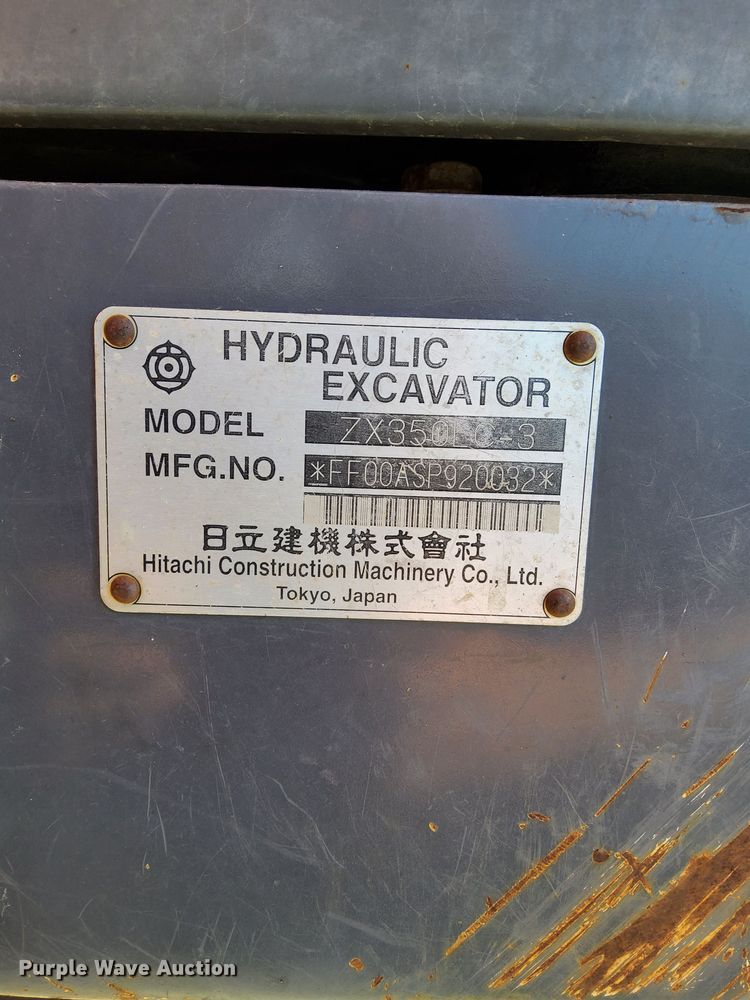 HYDRAULIC
EXCAVATOR
MODEL ZX350LC-3
MFG.NO. *FF00ASP920032*
日立建機株式會社
Hitachi Construction Machinery Co., Ltd.
Tokyo, Japan
Purple Wave Auction